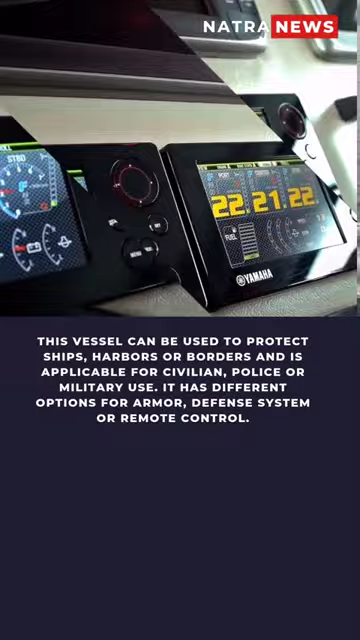 NATRA NEWS
STBD
PORT
22. 21. 22.
FUEL
YAMAHA
THIS VESSEL CAN BE USED TO PROTECT
SHIPS, HARBORS OR BORDERS AND IS
APPLICABLE FOR CIVILIAN, POLICE OR
MILITARY USE. IT HAS DIFFERENT
OPTIONS FOR ARMOR, DEFENSE SYSTEM
OR REMOTE CONTROL.